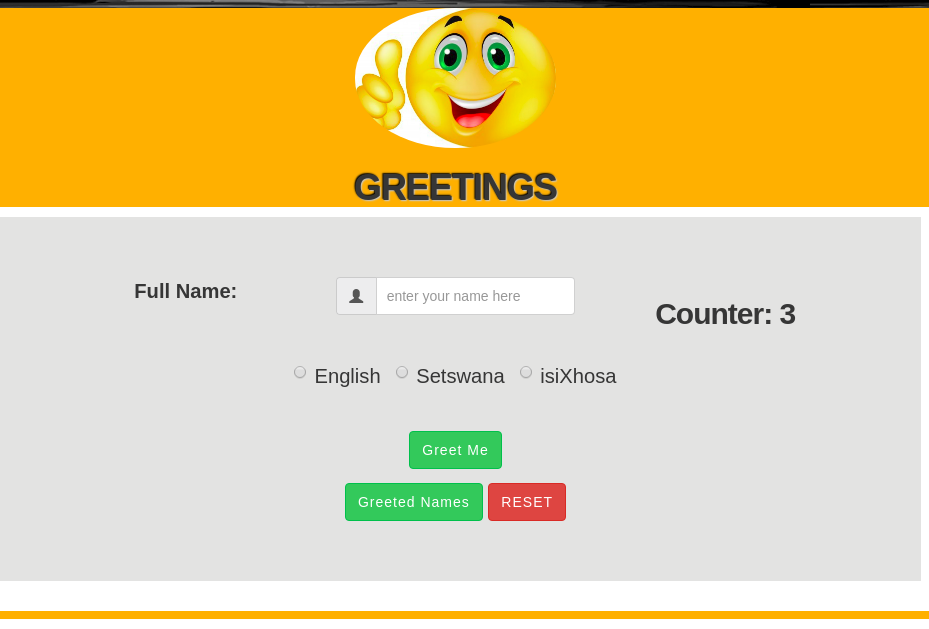 GREETINGS
Full Name:
enter your name here
Counter: 3
English Setswana isiXhosa
Greet Me
Greeted Names RESET